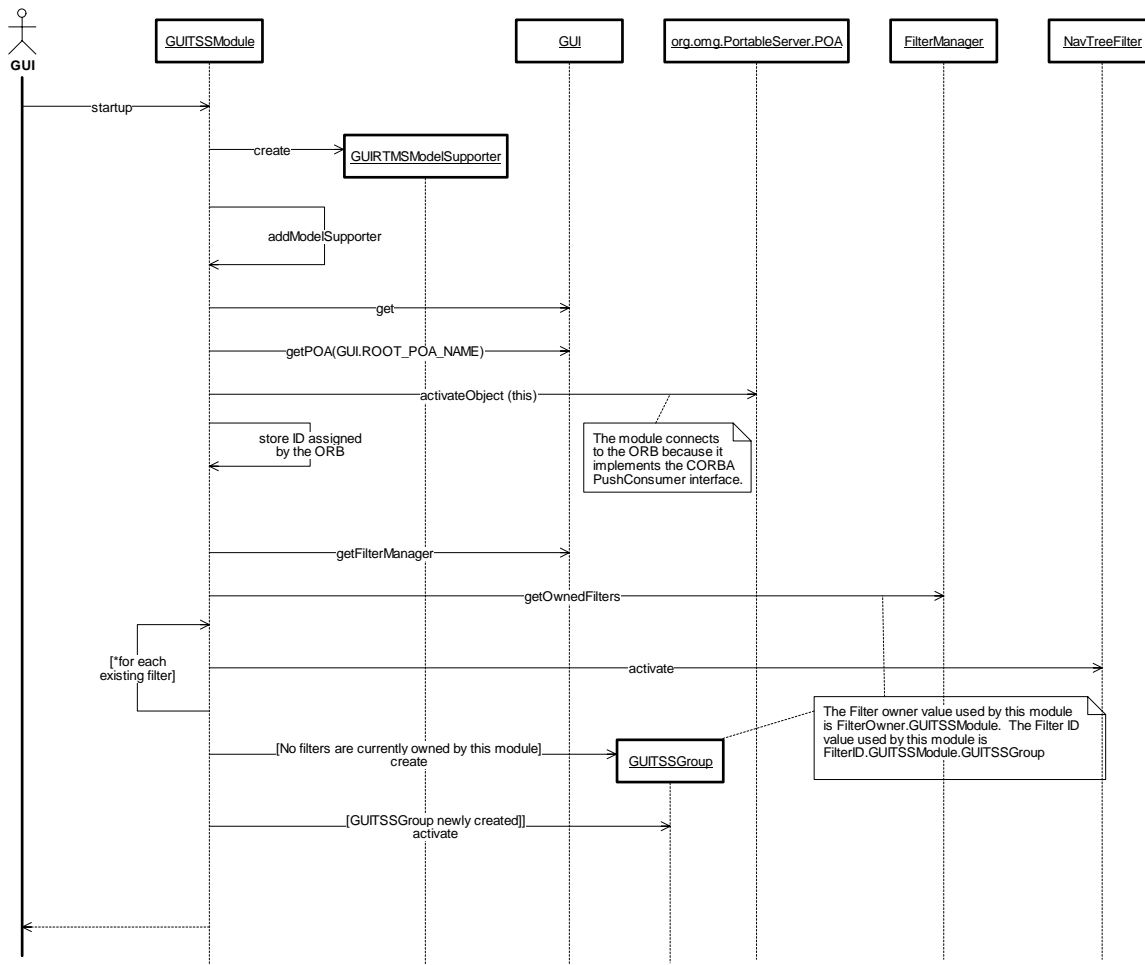 GUI
GUITSSModule
GUI
org.omg.PortableServer.POA
FilterManager
NavTreeFilter
startup
create
GUIRTMSModelSupporter
addModelSupporter
get
getPOA(GUI.ROOT_POA_NAME)
activateObject (this)
store ID assigned
by the ORB
The module connects
to the ORB because it
implements the CORBA
PushConsumer interface.
getFilterManager
getOwnedFilters
[*for each
existing filter]
activate
The Filter owner value used by this module
is FilterOwner.GUITSSModule. The Filter ID
value used by this module is
FilterID.GUITSSModule.GUITSSGroup
[No filters are currently owned by this module]
create
GUITSSGroup
[GUITSSGroup newly created]]
activate